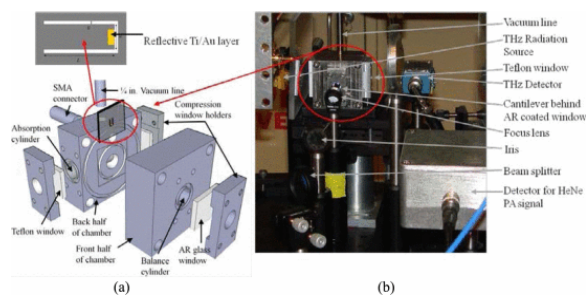 Reflective Ti/Au layer
¼ in. Vacuum line
SMA
connector
Compression
window holders
Absorption
cylinder
Teflon window
Back half
of chamber
Front half
of chamber
Balance
cylinder
AR glass
window
(a)
Vacuum line
THz Radiation
Source
Teflon window
THz Detector
Cantilever behind
AR coated window
Focus lens
Iris
Beam splitter
Detector for HeNe
PA signal
(b)